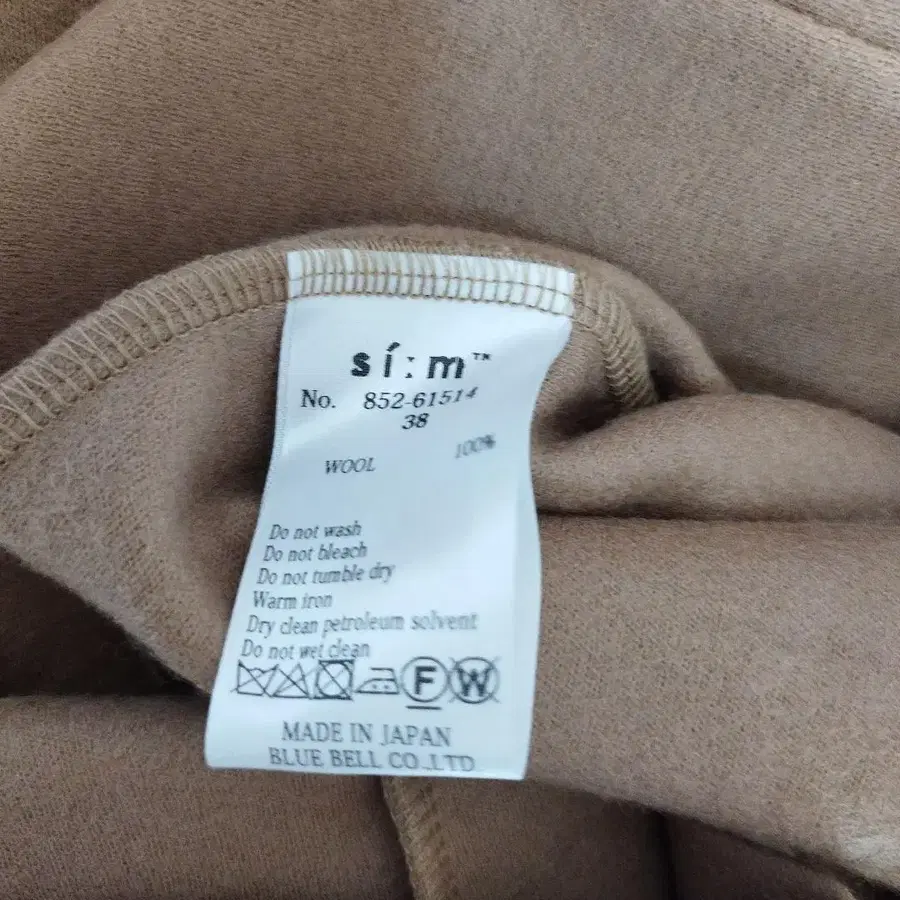 sí:m™
No. 852-61514
38
WOOL 100%
Do not wash
Do not bleach
Do not tumble dry
Warm iron
Dry clean petroleum solvent
Do not wet clean
F W
MADE IN JAPAN
BLUE BELL CO.,LTD